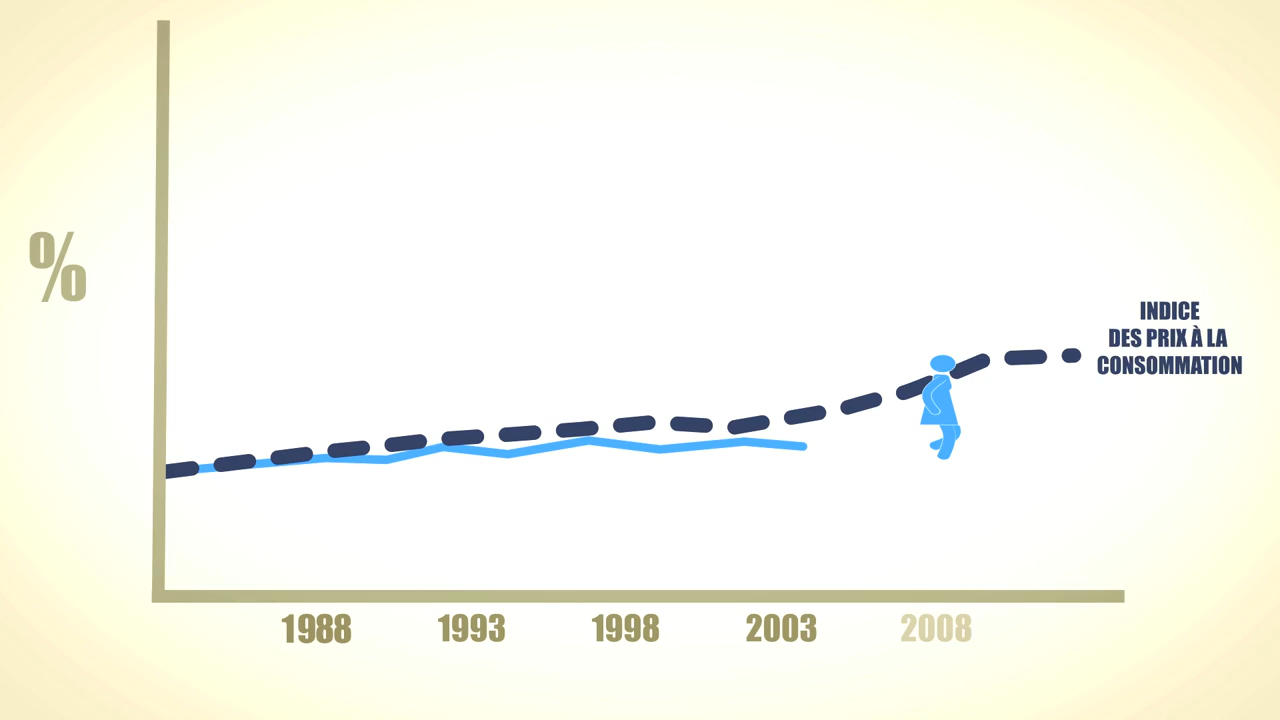 %
INDICE
DES PRIX À LA
CONSOMMATION
1988
1993
1998
2003
2008